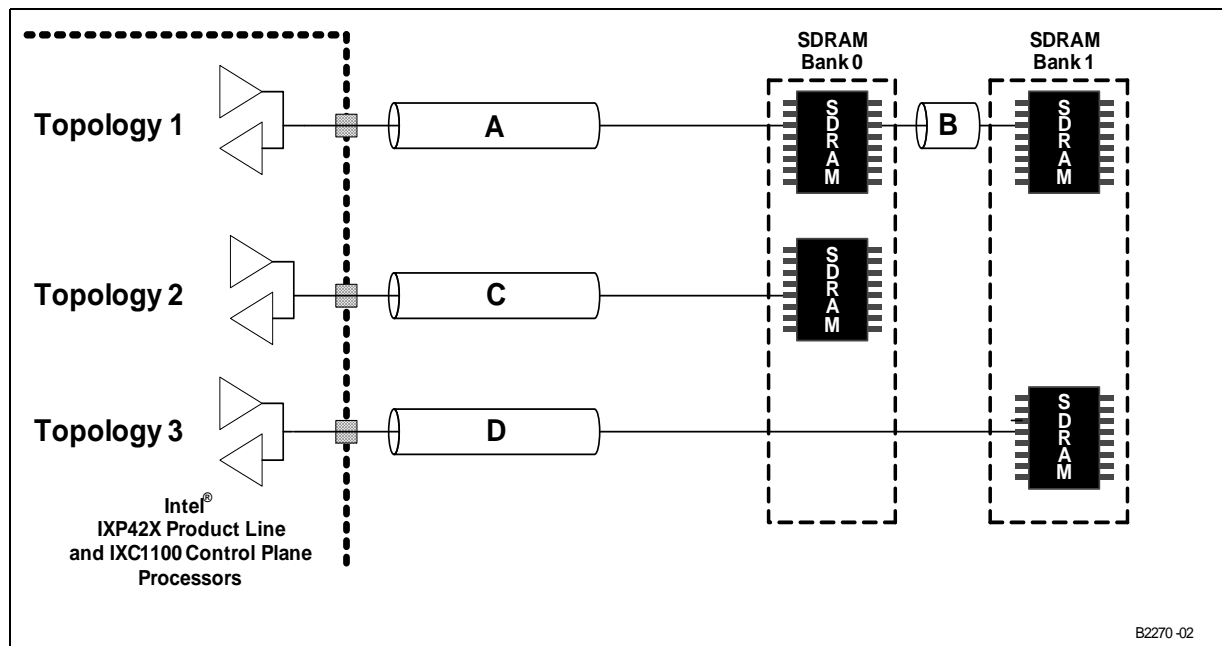 SDRAM
Bank 0
SDRAM
Bank 1
Topology 1
A
SDRAM
B
SDRAM
Topology 2
C
SDRAM
Topology 3
D
SDRAM
Intel®
IXP42X Product Line
and IXC1100 Control Plane
Processors
B2270 -02